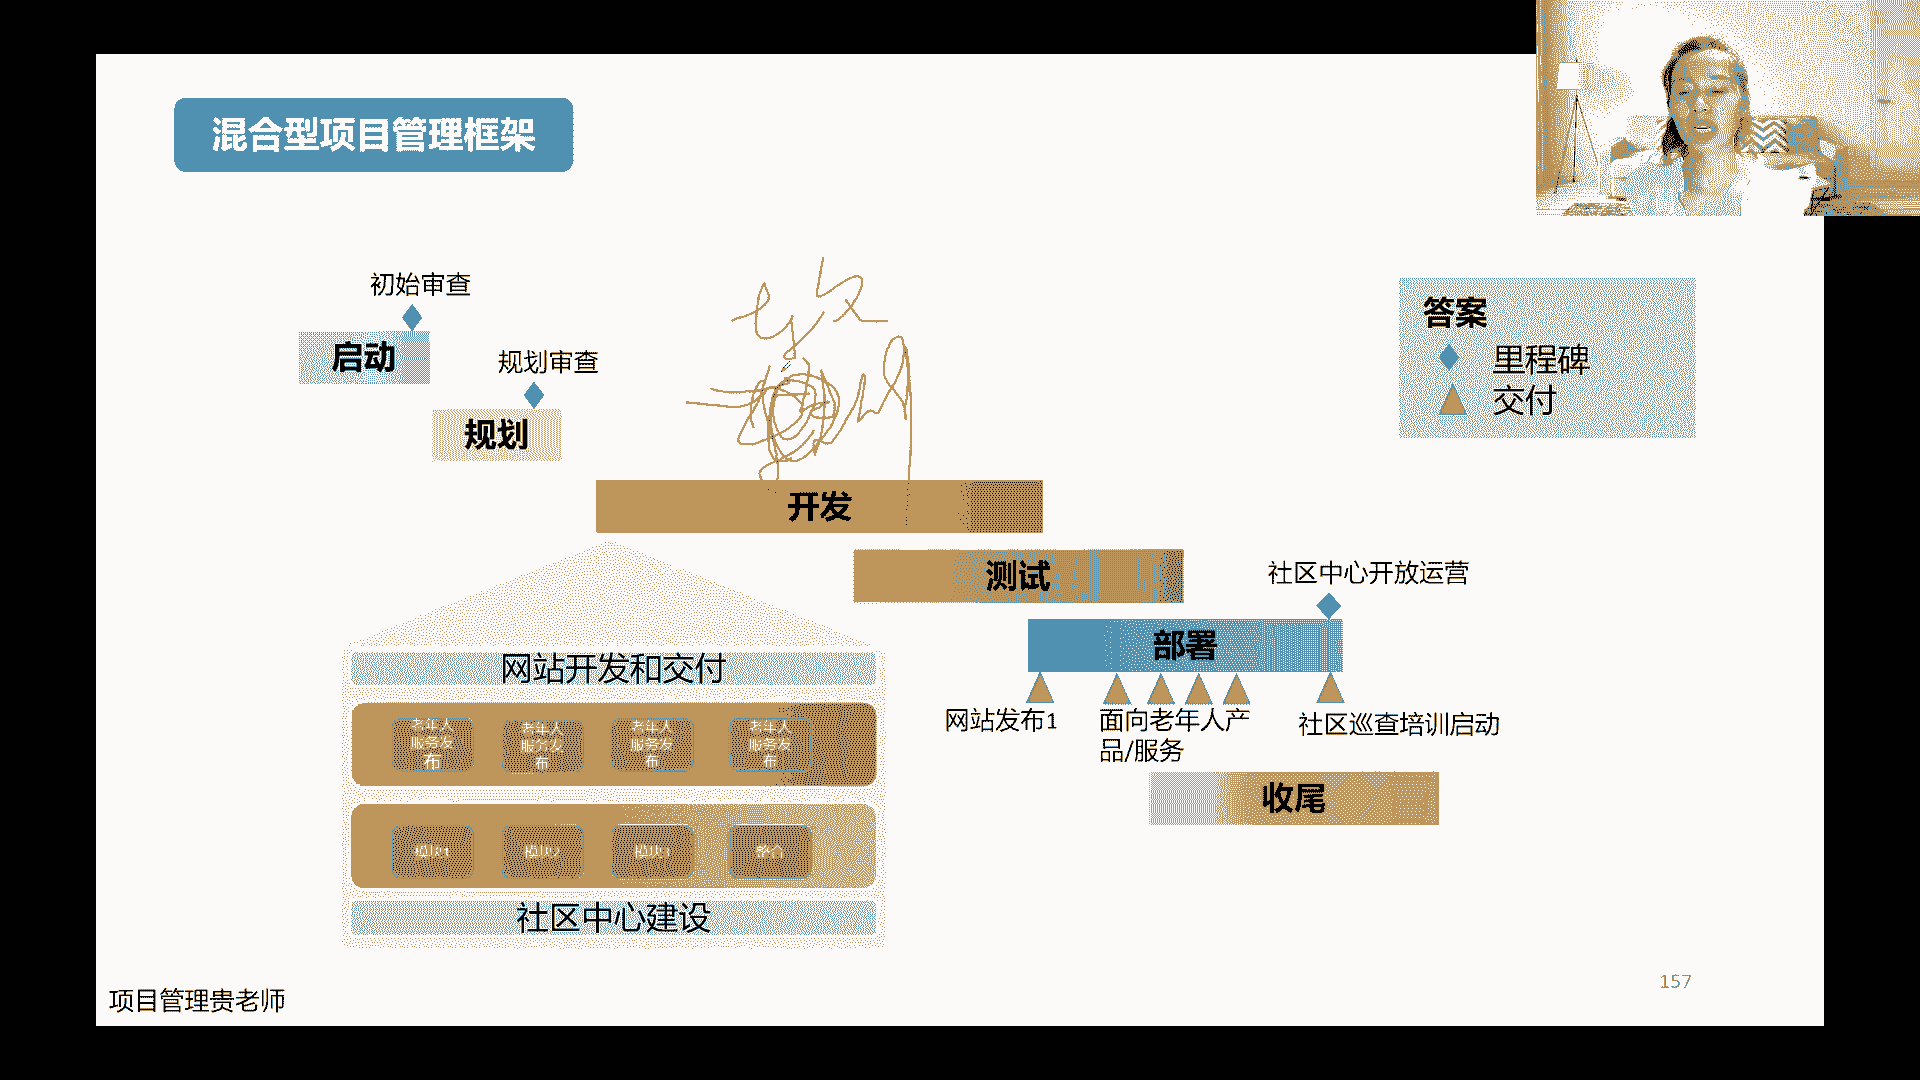 混合型项目管理框架
初始审查
启动
规划审查
规划
答案
里程碑
交付
开发
测试
社区中心开放运营
部署
网站发布1
面向老年人产
品/服务
社区巡查培训启动
收尾
网站开发和交付
老年人
服务发
布
老年人
服务发
布
老年人
服务发
布
老年人
服务发
布
模块1
模块2
模块3
整合
社区中心建设
157
项目管理贵老师